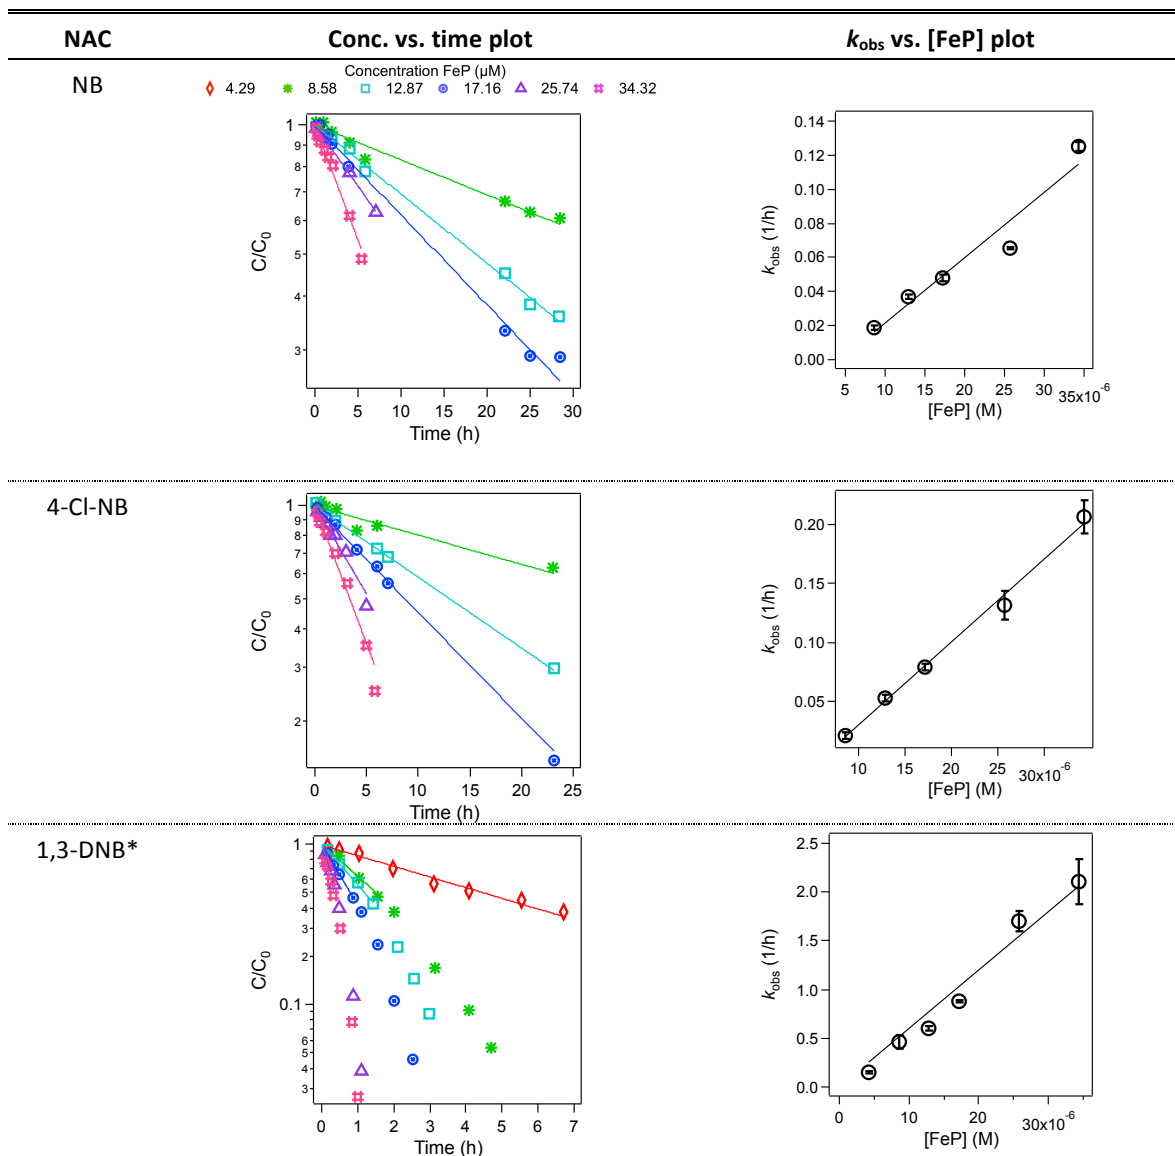 NAC Conc. vs. time plot kobs vs. [FeP] plot
NB
Concentration FeP (µM)
4.29 8.58 12.87 17.16 25.74 34.32
C/C0
1
9
8
7
6
5
4
3
0 5 10 15 20 25 30
Time (h)
kobs (1/h)
0.14
0.12
0.10
0.08
0.06
0.04
0.02
0.00
5 10 15 20 25 30 35x10-6
[FeP] (M)
4-Cl-NB
C/C0
1
9
8
7
6
5
4
3
2
0 5 10 15 20 25
Time (h)
kobs (1/h)
0.20
0.15
0.10
0.05
10 15 20 25 30x10-6
[FeP] (M)
1,3-DNB*
C/C0
1
8
6
5
4
3
2
0.1
8
6
5
4
3
0 1 2 3 4 5 6 7
Time (h)
kobs (1/h)
2.5
2.0
1.5
1.0
0.5
0.0
0 10 20 30x10-6
[FeP] (M)